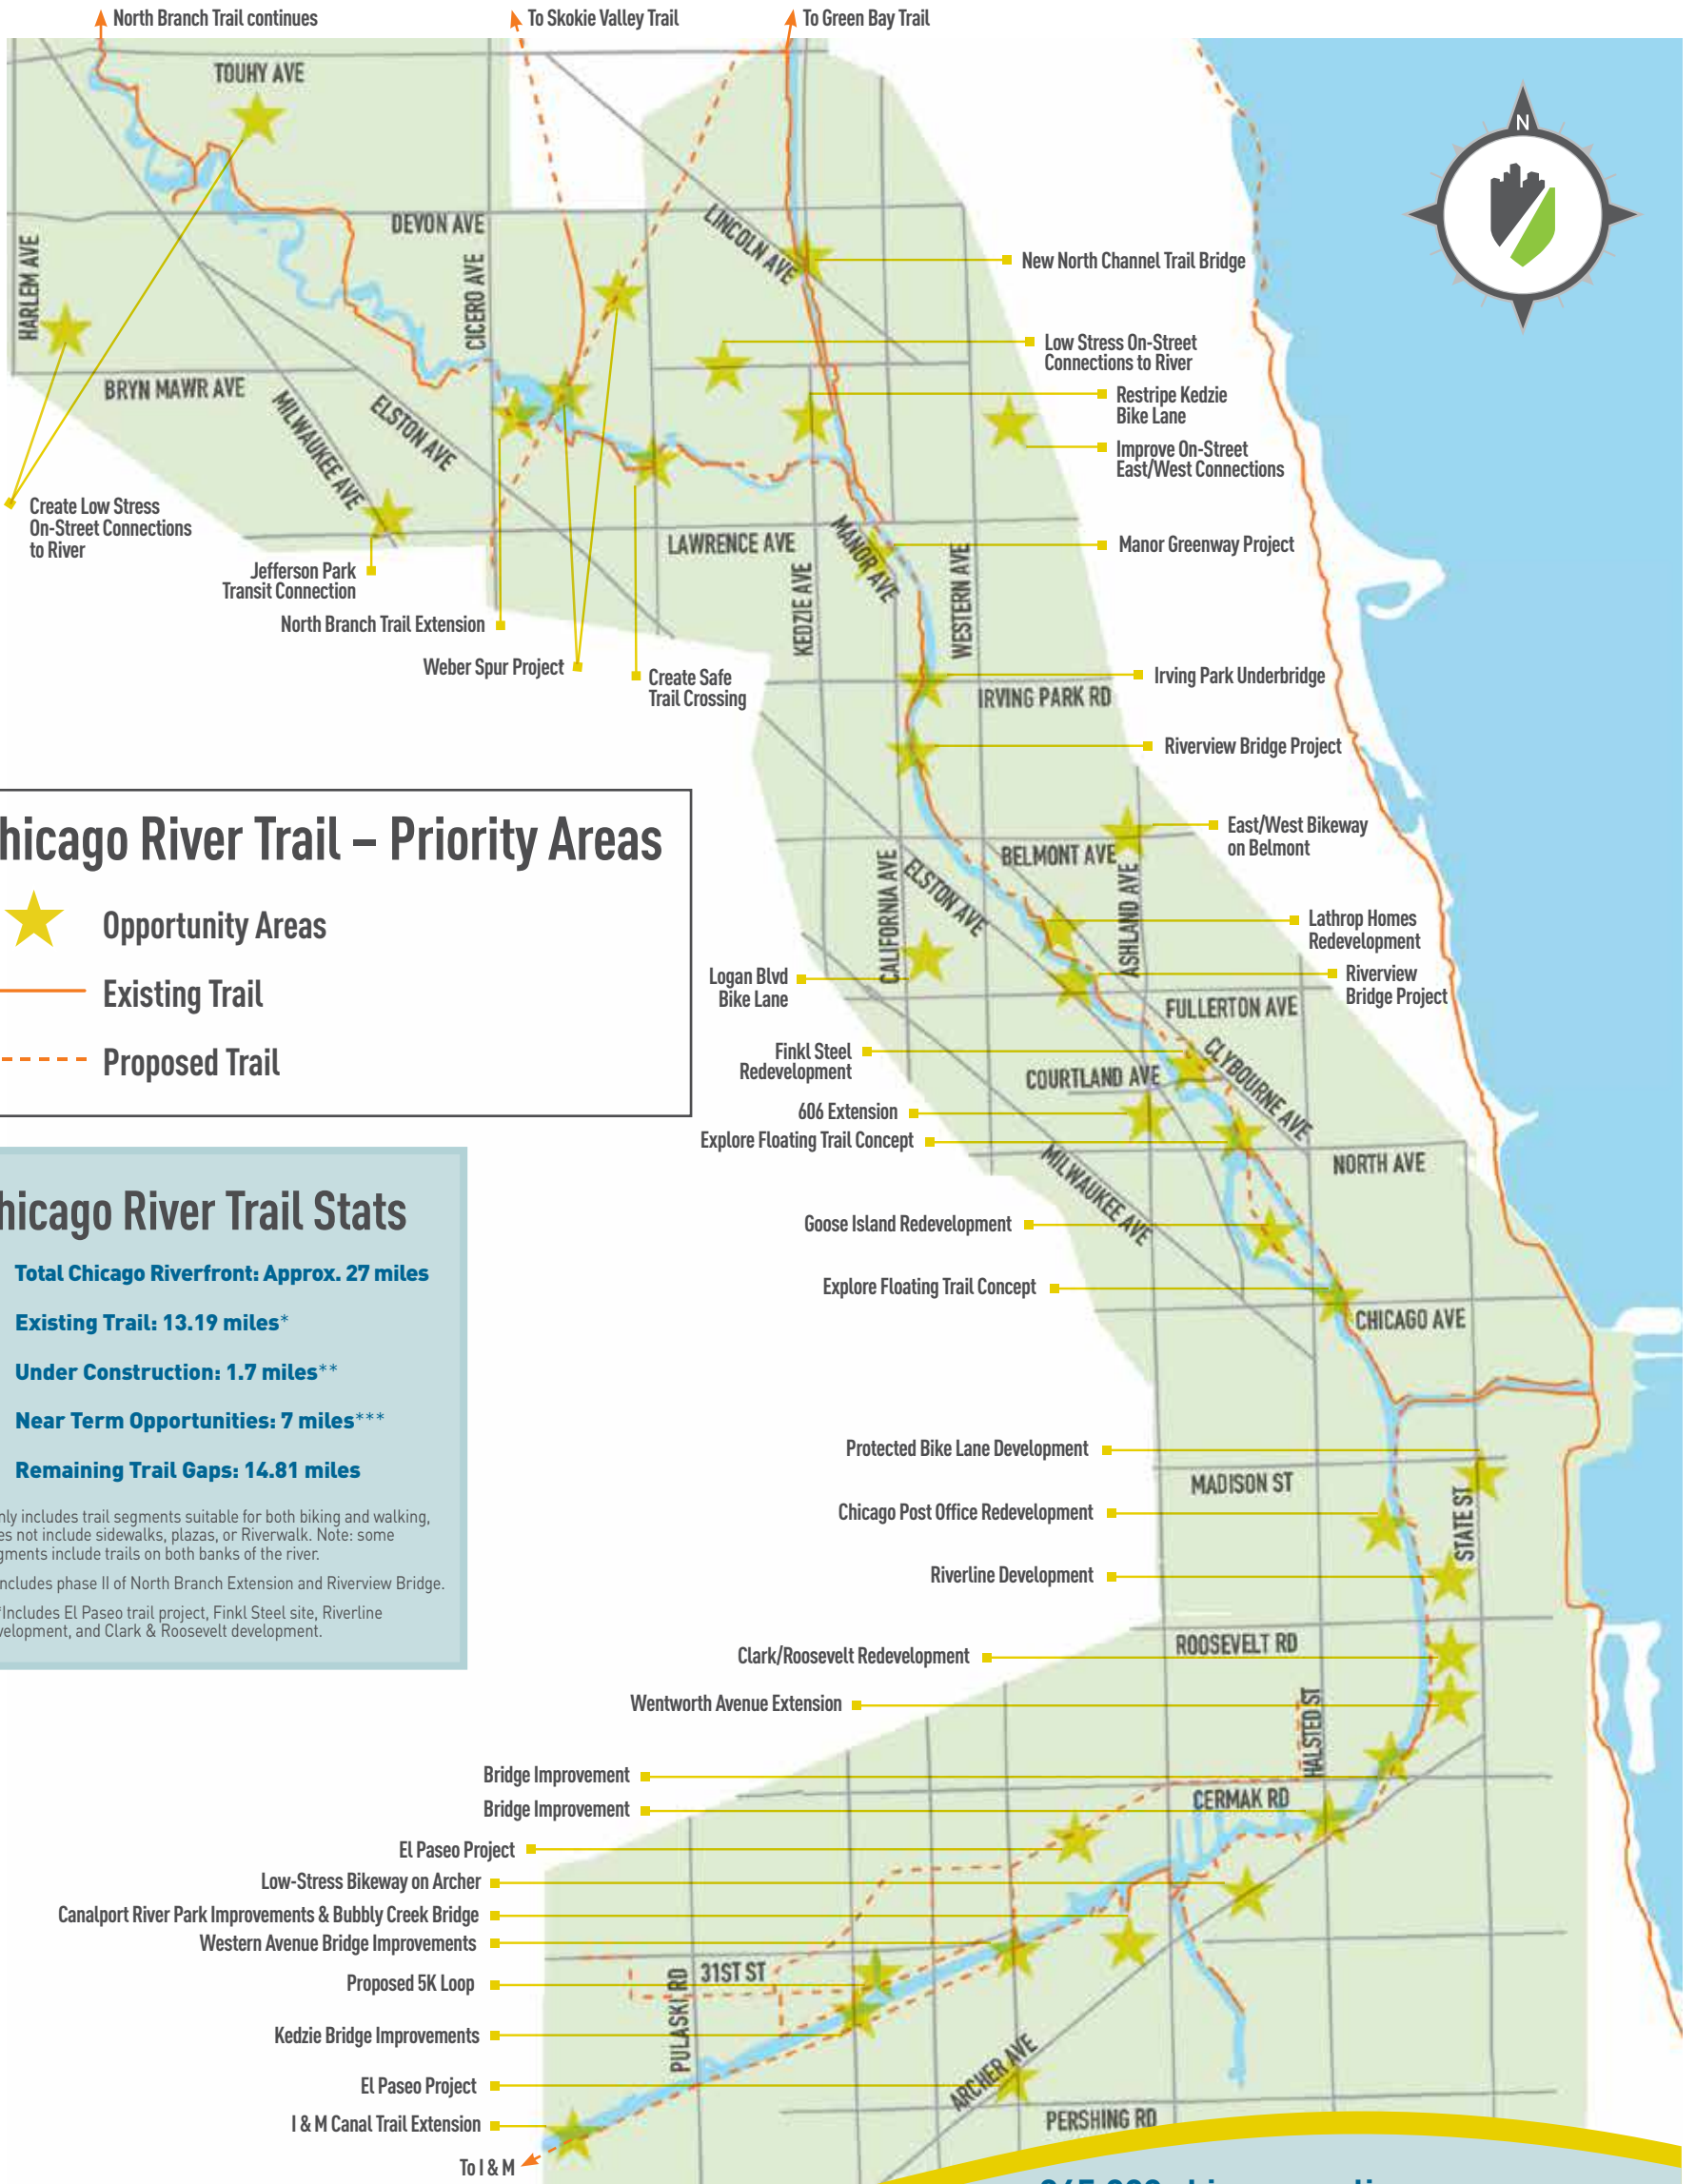 North Branch Trail continues
To Skokie Valley Trail
To Green Bay Trail
N
TOUHY AVE
DEVON AVE
LINCOLN AVE
HARLEM AVE
CICERO AVE
BRYN MAWR AVE
MILWAUKEE AVE
ELSTON AVE
New North Channel Trail Bridge
Low Stress On-Street
Connections to River
Restripe Kedzie
Bike Lane
Improve On-Street
East/West Connections
Create Low Stress
On-Street Connections
to River
Jefferson Park
Transit Connection
North Branch Trail Extension
Weber Spur Project
Create Safe
Trail Crossing
LAWRENCE AVE
MANOR AVE
KEDZIE AVE
WESTERN AVE
Manor Greenway Project
Irving Park Underbridge
IRVING PARK RD
Riverview Bridge Project
hicago River Trail – Priority Areas
Opportunity Areas
Existing Trail
Proposed Trail
East/West Bikeway
on Belmont
BELMONT AVE
CALIFORNIA AVE
ELSTON AVE
ASHLAND AVE
Lathrop Homes
Redevelopment
Riverview
Bridge Project
Logan Blvd
Bike Lane
FULLERTON AVE
Finkl Steel
Redevelopment
COURTLAND AVE
CLYBOURNE AVE
606 Extension
Explore Floating Trail Concept
MILWAUKEE AVE
NORTH AVE
Goose Island Redevelopment
Explore Floating Trail Concept
CHICAGO AVE
hicago River Trail Stats
Total Chicago Riverfront: Approx. 27 miles
Existing Trail: 13.19 miles*
Under Construction: 1.7 miles**
Near Term Opportunities: 7 miles***
Remaining Trail Gaps: 14.81 miles
nly includes trail segments suitable for both biking and walking,
es not include sidewalks, plazas, or Riverwalk. Note: some
gments include trails on both banks of the river.
ncludes phase II of North Branch Extension and Riverview Bridge.
*Includes El Paseo trail project, Finkl Steel site, Riverline
velopment, and Clark & Roosevelt development.
Protected Bike Lane Development
MADISON ST
STATE ST
Chicago Post Office Redevelopment
Riverline Development
ROOSEVELT RD
Clark/Roosevelt Redevelopment
Wentworth Avenue Extension
HALSTED ST
Bridge Improvement
CERMAK RD
Bridge Improvement
El Paseo Project
Low-Stress Bikeway on Archer
Canalport River Park Improvements & Bubbly Creek Bridge
Western Avenue Bridge Improvements
31ST ST
PULASKI RD
Proposed 5K Loop
Kedzie Bridge Improvements
El Paseo Project
ARCHER AVE
I & M Canal Trail Extension
PERSHING RD
To I & M